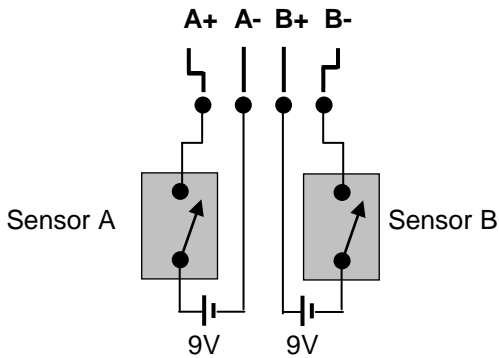 A+ A- B+ B-
Sensor A
Sensor B
9V
9V